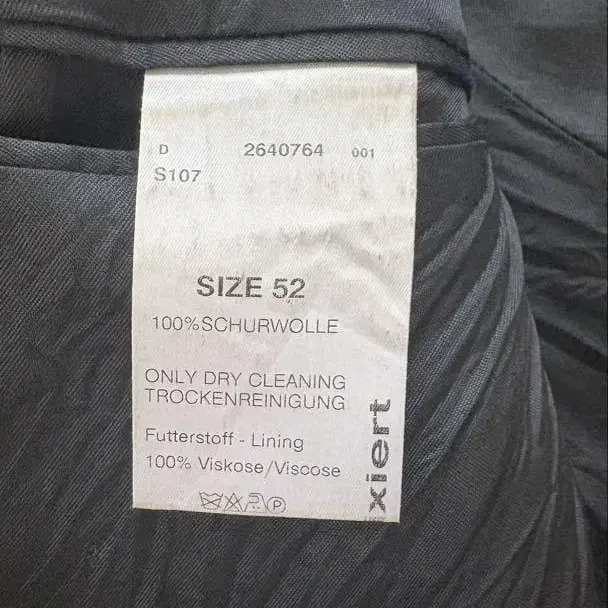 D 2640764 001
S107
SIZE 52
100%SCHURWOLLE
ONLY DRY CLEANING
TROCKENREINIGUNG
Futterstoff - Lining
100% Viskose/Viscose
P
xiert